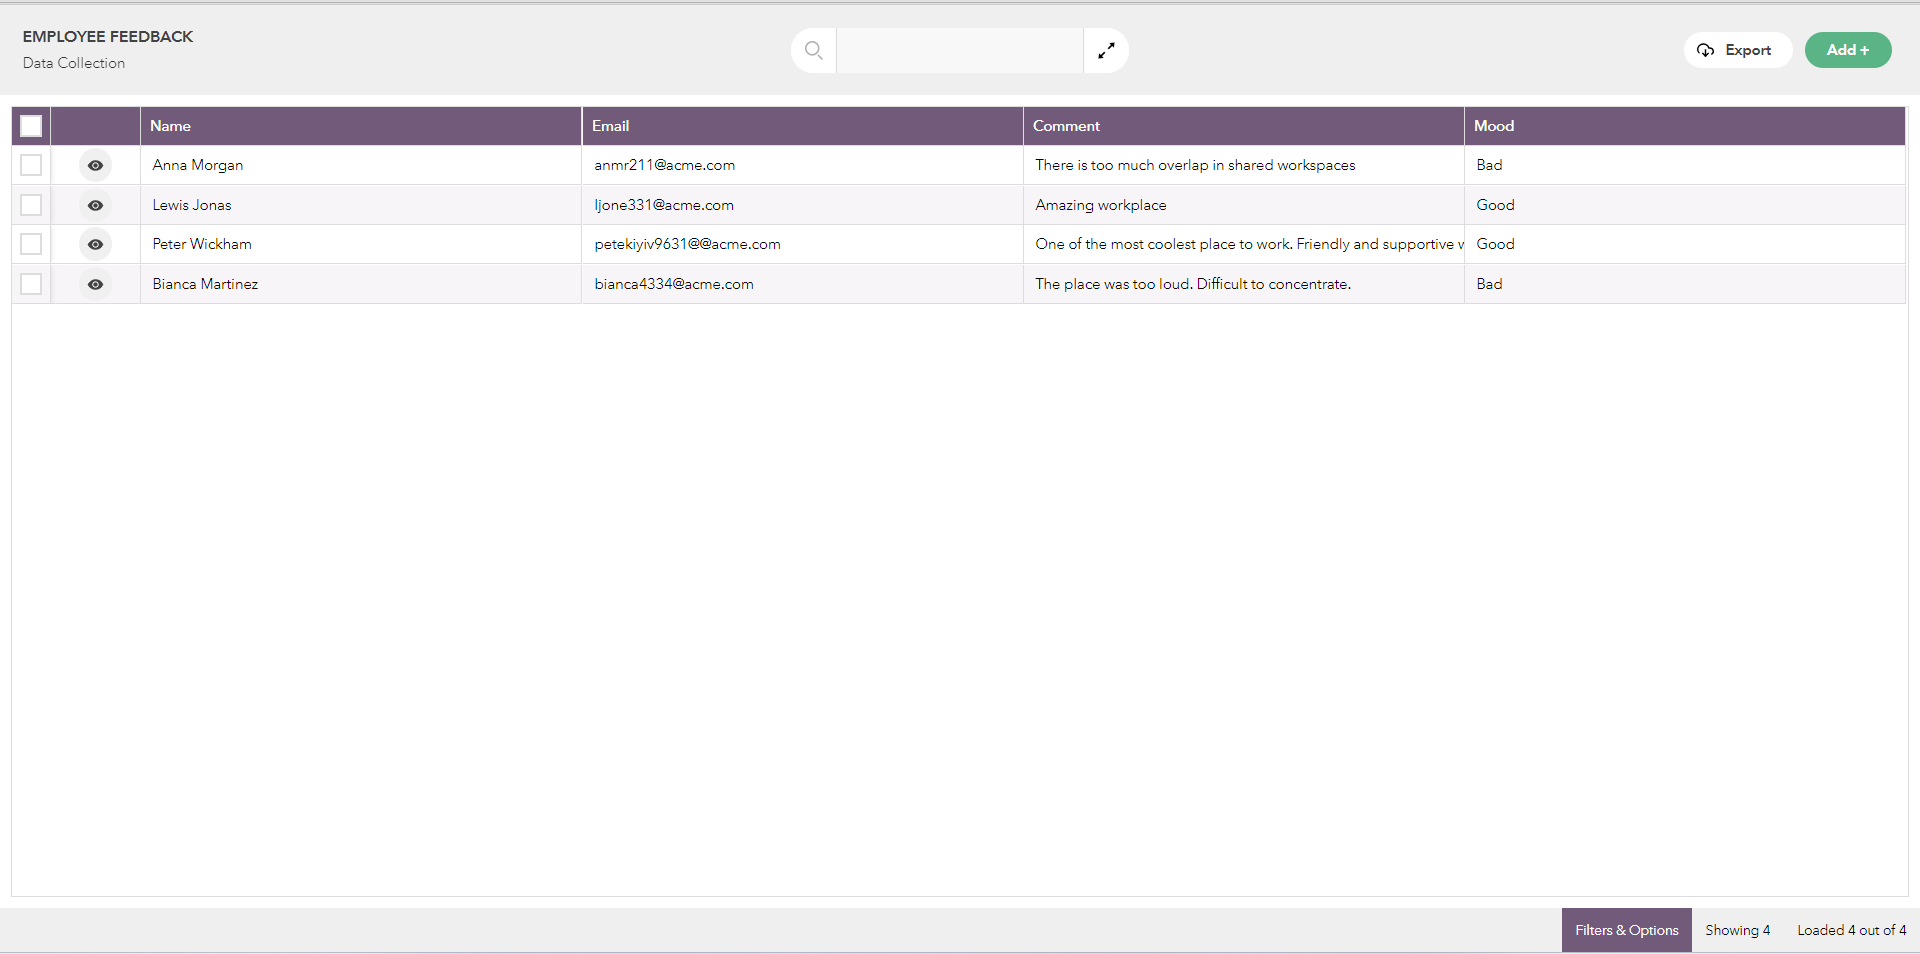 EMPLOYEE FEEDBACK
Data Collection
Export
Add +
Name Email Comment Mood
Anna Morgan anmr211@acme.com There is too much overlap in shared workspaces Bad
Lewis Jonas ljone331@acme.com Amazing workplace Good
Peter Wickham petekiyiv9631@@acme.com One of the most coolest place to work. Friendly and supportive Good
Bianca Martinez bianca4334@acme.com The place was too loud. Difficult to concentrate. Bad
Filters & Options Showing 4 Loaded 4 out of 4